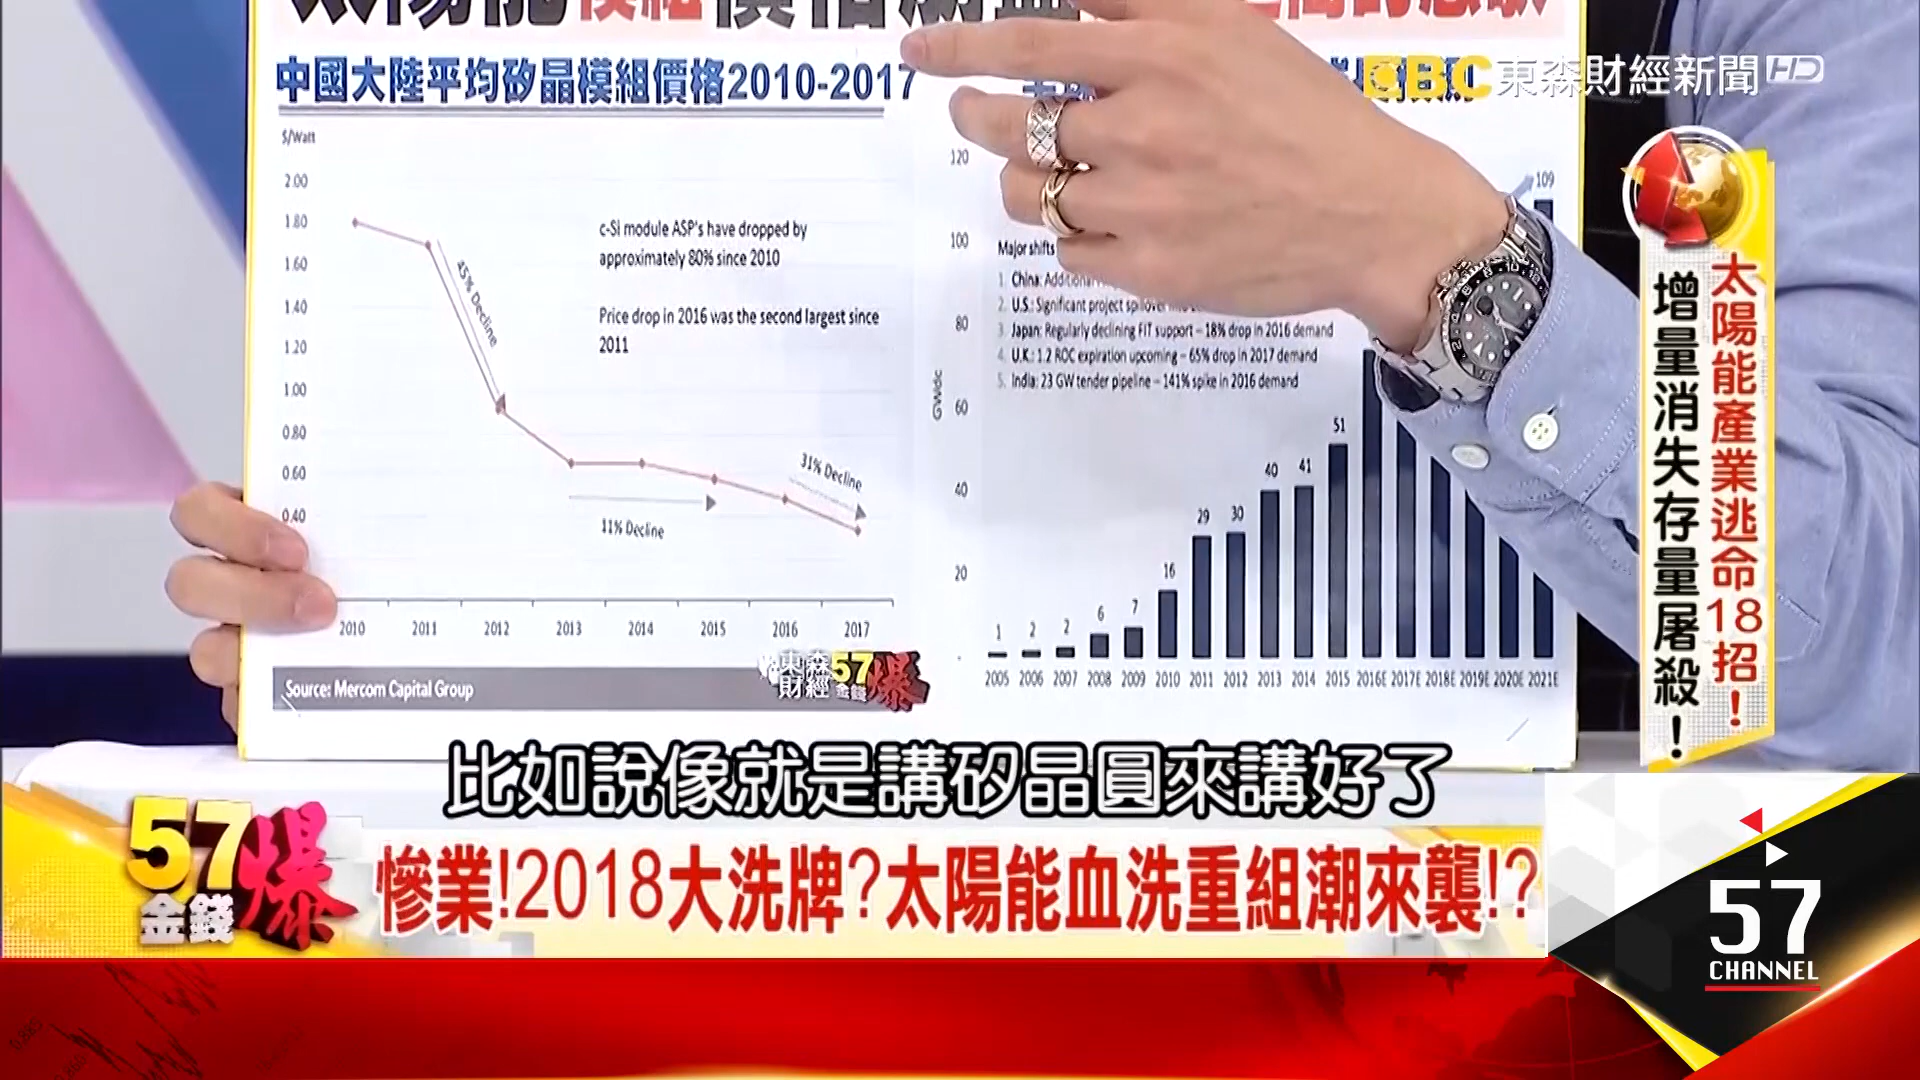 中國大陸平均矽晶模組價格2010-2017
$/Watt
2.00
1.80
1.60
1.40
1.20
1.00
0.80
0.60
0.40
45% Decline
c-Si module ASP's have dropped by
approximately 80% since 2010
Price drop in 2016 was the second largest since
2011
31% Decline
11% Decline
2010 2011 2012 2013 2014 2015 2016 2017
Source: Mercom Capital Group
東森財經
57金錢爆
EBC東森財經新聞HD
120
100
80
60
40
20
GWdc
109
Major shifts
1. China:
2. U.S.: Significant project spillover
3. Japan: Regularly declining FIT support – 18% drop in 2016 demand
4. U.K.: 1.2 ROC expiration upcoming – 65% drop in 2017 demand
5. India: 23 GW tender pipeline – 141% spike in 2016 demand
1 2 2 6 7 16 29 30 40 41 51
2005 2006 2007 2008 2009 2010 2011 2012 2013 2014 2015 2016E 2017E 2018E 2019E 2020E 2021E
太陽能產業逃命18招！
增量消失存量屠殺！
比如說像就是講矽晶圓來講好了
57金錢爆
慘業!2018大洗牌?太陽能血洗重組潮來襲!?
57
CHANNEL